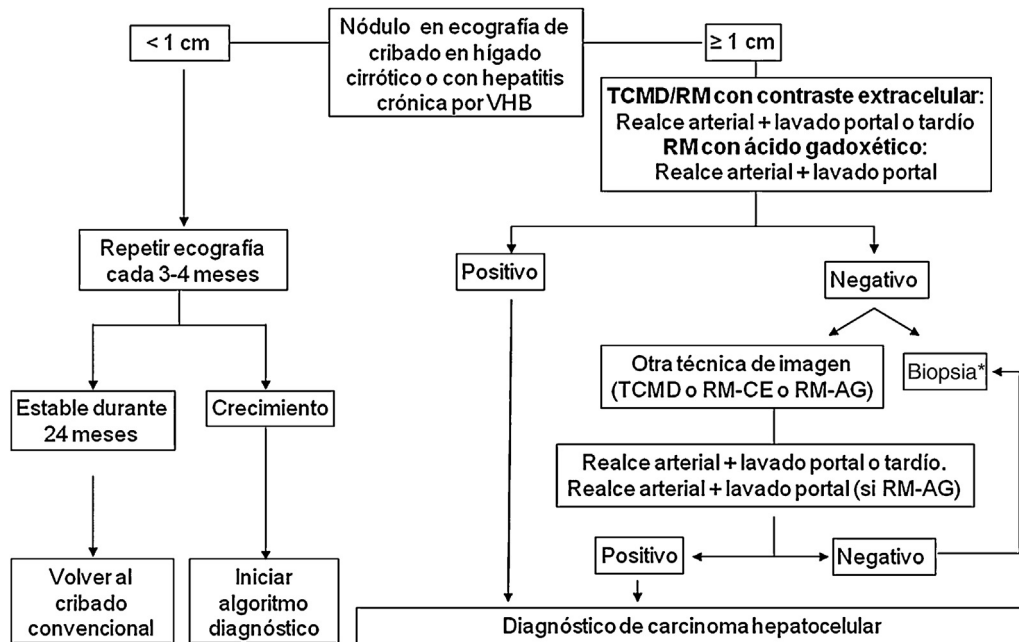 Nódulo en ecografía de
cribado en hígado
cirrótico o con hepatitis
crónica por VHB
< 1 cm
≥ 1 cm
TCMD/RM con contraste extracelular:
Realce arterial + lavado portal o tardío
RM con ácido gadoxético:
Realce arterial + lavado portal
Repetir ecografía
cada 3-4 meses
Positivo
Negativo
Otra técnica de imagen
(TCMD o RM-CE o RM-AG)
Biopsia*
Estable durante
24 meses
Crecimiento
Realce arterial + lavado portal o tardío.
Realce arterial + lavado portal (si RM-AG)
Positivo
Negativo
Volver al
cribado
convencional
Iniciar
algoritmo
diagnóstico
Diagnóstico de carcinoma hepatocelular